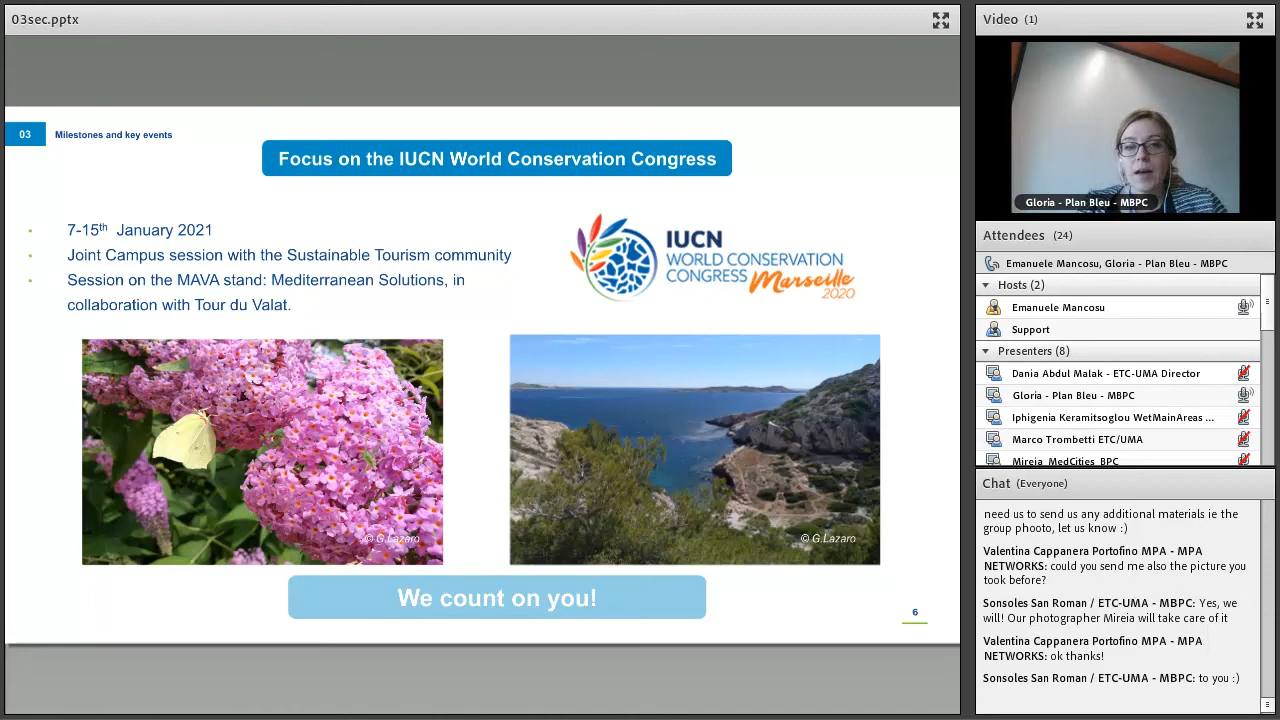 03sec.pptx
03
Milestones and key events
Focus on the IUCN World Conservation Congress
7-15th January 2021
Joint Campus session with the Sustainable Tourism community
Session on the MAVA stand: Mediterranean Solutions, in
collaboration with Tour du Valat.
IUCN
WORLD CONSERVATION
CONGRESS Marseille
2020
© G.Lazaro
© G.Lazaro
We count on you!
6
Video (1)
Gloria - Plan Bleu - MBPC
Attendees (24)
Emanuele Mancosu, Gloria - Plan Bleu - MBPC
Hosts (2)
Emanuele Mancosu
Support
Presenters (8)
Dania Abdul Malak - ETC-UMA Director
Gloria - Plan Bleu - MBPC
Iphigenia Keramitsoglou WetMainAreas ...
Marco Trombetti ETC/UMA
Mireia_MedCities_BPC
Chat (Everyone)
need us to send us any additional materials ie the
group phooto, let us know :)
Valentina Cappanera Portofino MPA - MPA
NETWORKS: could you send me also the picture you
took before?
Sonsoles San Roman / ETC-UMA - MBPC: Yes, we
will! Our photographer Mireia will take care of it
Valentina Cappanera Portofino MPA - MPA
NETWORKS: ok thanks!
Sonsoles San Roman / ETC-UMA - MBPC: to you :)